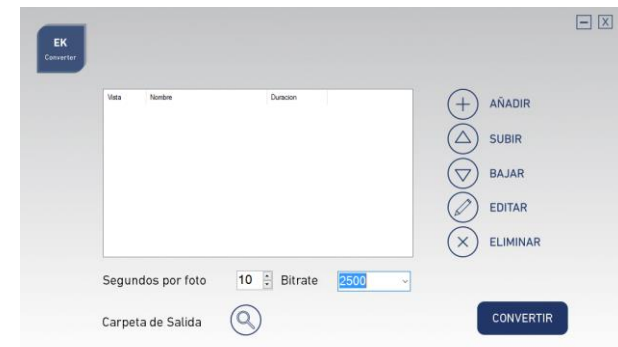 EK
Converter
Vista Nombre Duracion
AÑADIR
SUBIR
BAJAR
EDITAR
ELIMINAR
Segundos por foto 10 Bitrate 2500
Carpeta de Salida
CONVERTIR